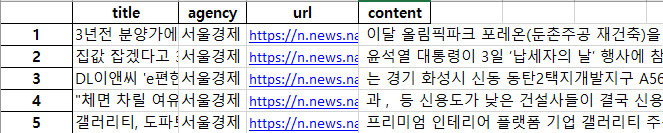 title agency url content
1 3년전 분양가에 서울경제 https://n.news.na 이달 올림픽파크 포레온(둔촌주공 재건축)을
2 집값 잡겠다고 3 서울경제 https://n.news.na 윤석열 대통령이 3일 ‘납세자의 날’ 행사에 참
3 DL이앤씨 'e편한 서울경제 https://n.news.na 는 경기 화성시 신동 동탄2택지개발지구 A56
4 "체면 차릴 여유 서울경제 https://n.news.na 과 , 등 신용도가 낮은 건설사들이 결국 신용
5 갤러리티, 도파민 서울경제 https://n.news.na 프리미엄 인테리어 플랫폼 기업 갤러리티 주